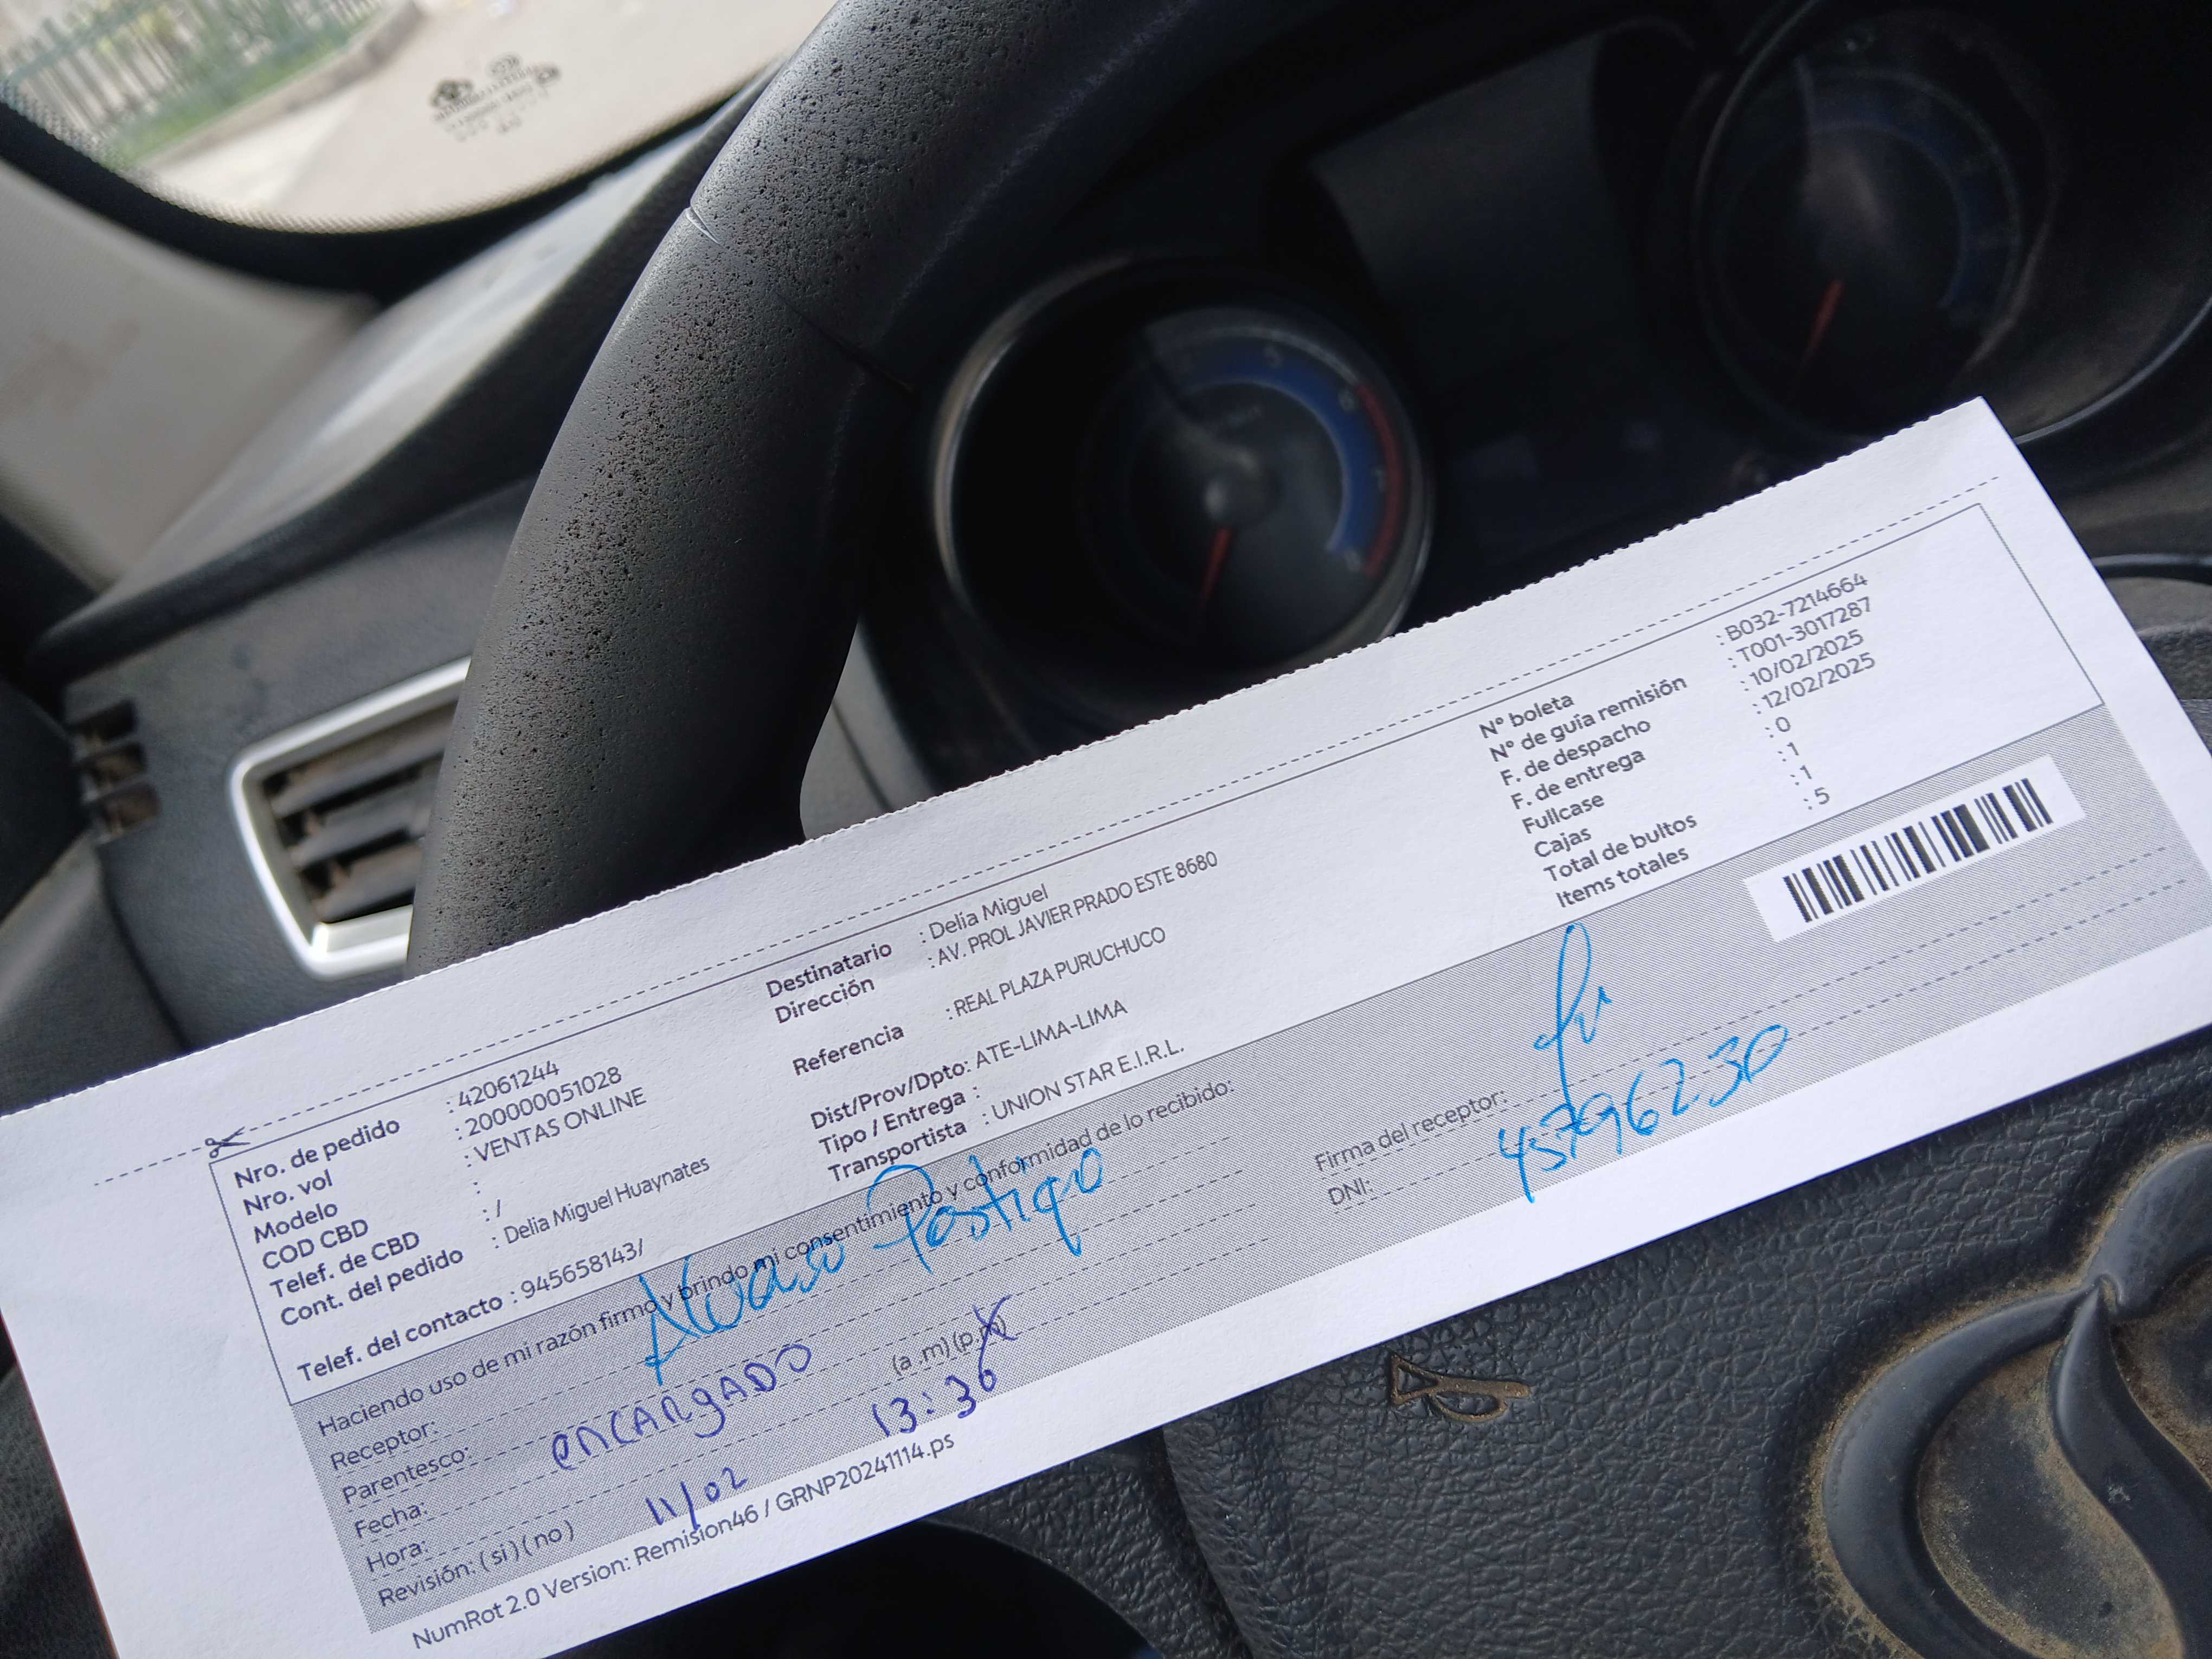 Nro. de pedido : 42061244
Nro. vol : 200000051028
Modelo : VENTAS ONLINE
COD CBD :
Telef. de CBD : /
Cont. del pedido : Delia Miguel Huaynates
Telef. del contacto : 945658143/
Destinatario : Delia Miguel
Dirección : AV. PROL JAVIER PRADO ESTE 8680
Referencia : REAL PLAZA PURUCHUCO
Dist/Prov/Dpto: ATE-LIMA-LIMA
Tipo / Entrega :
Transportista : UNION STAR E.I.R.L.
N° boleta : B032-7214664
N° de guía remisión : T001-3017287
F. de despacho : 10/02/2025
F. de entrega : 12/02/2025
Fullcase : 0
Cajas : 1
Total de bultos : 1
Items totales : 5
Haciendo uso de mi razón firmo y brindo mi consentimiento y conformidad de lo recibido:
Receptor: Postigo
Parentesco: encargado
Fecha: 11/02
Hora: 13:36 (a .m) (p.m)
Revisión: (si) (no)
Firma del receptor:
DNI: 45796230
NumRot 2.0 Version: Remision46 / GRNP20241114.ps